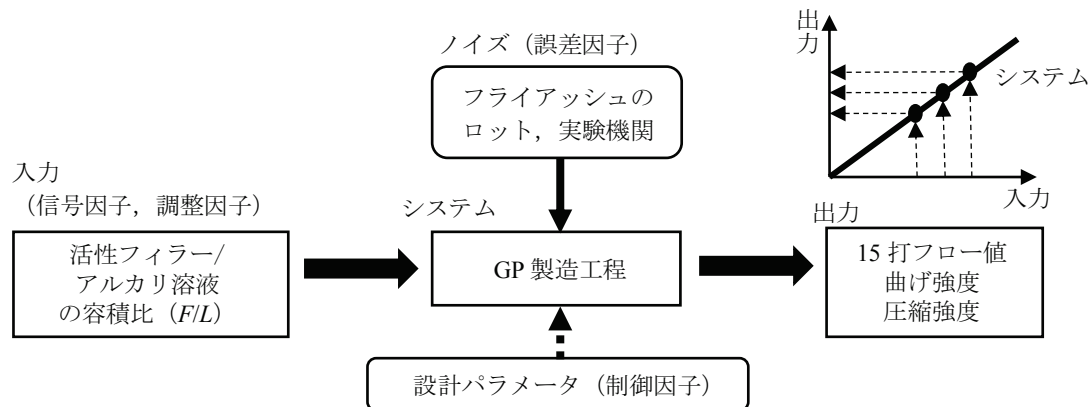 出
力
システム
入力
ノイズ（誤差因子）
フライアッシュの
ロット，実験機関
入力
（信号因子，調整因子）
活性フィラー/
アルカリ溶液
の容積比（F/L）
システム
GP 製造工程
出力
15 打フロー値
曲げ強度
圧縮強度
設計パラメータ（制御因子）